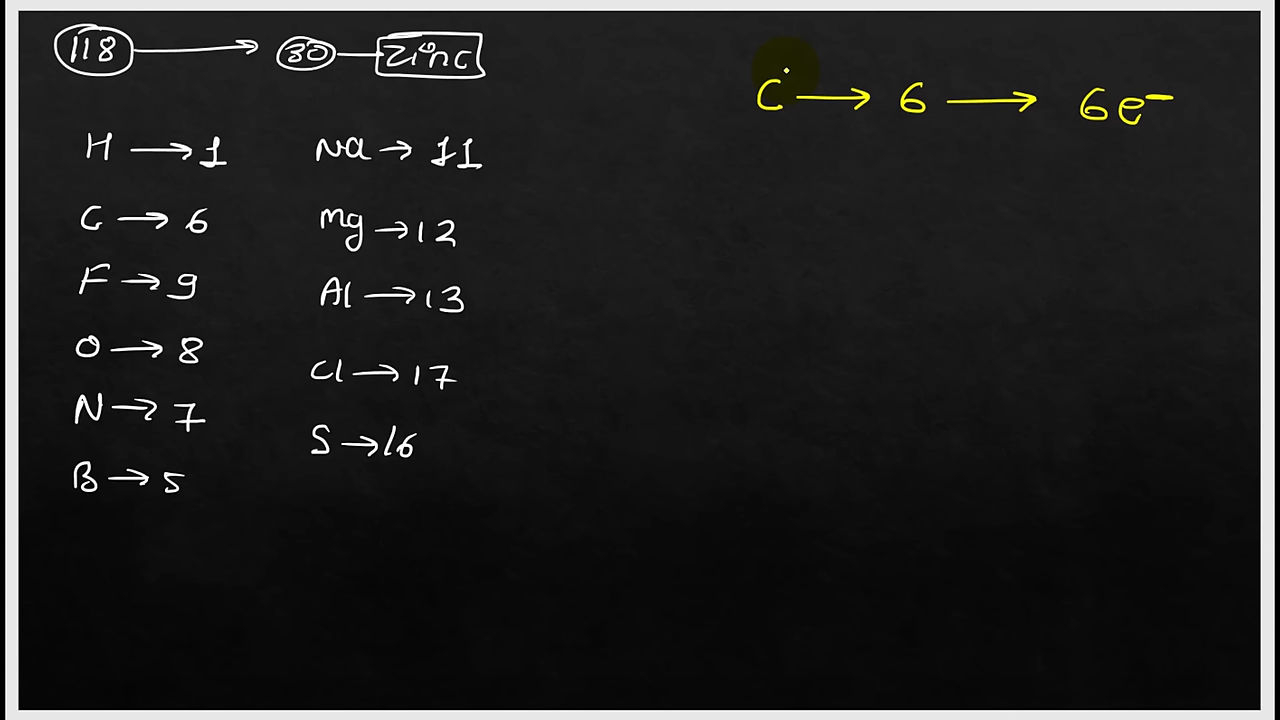 118 → 30 - Zinc
C → 6 → 6e⁻
H → 1
C → 6
F → 9
O → 8
N → 7
B → 5
Na → 11
Mg → 12
Al → 13
Cl → 17
S → 16